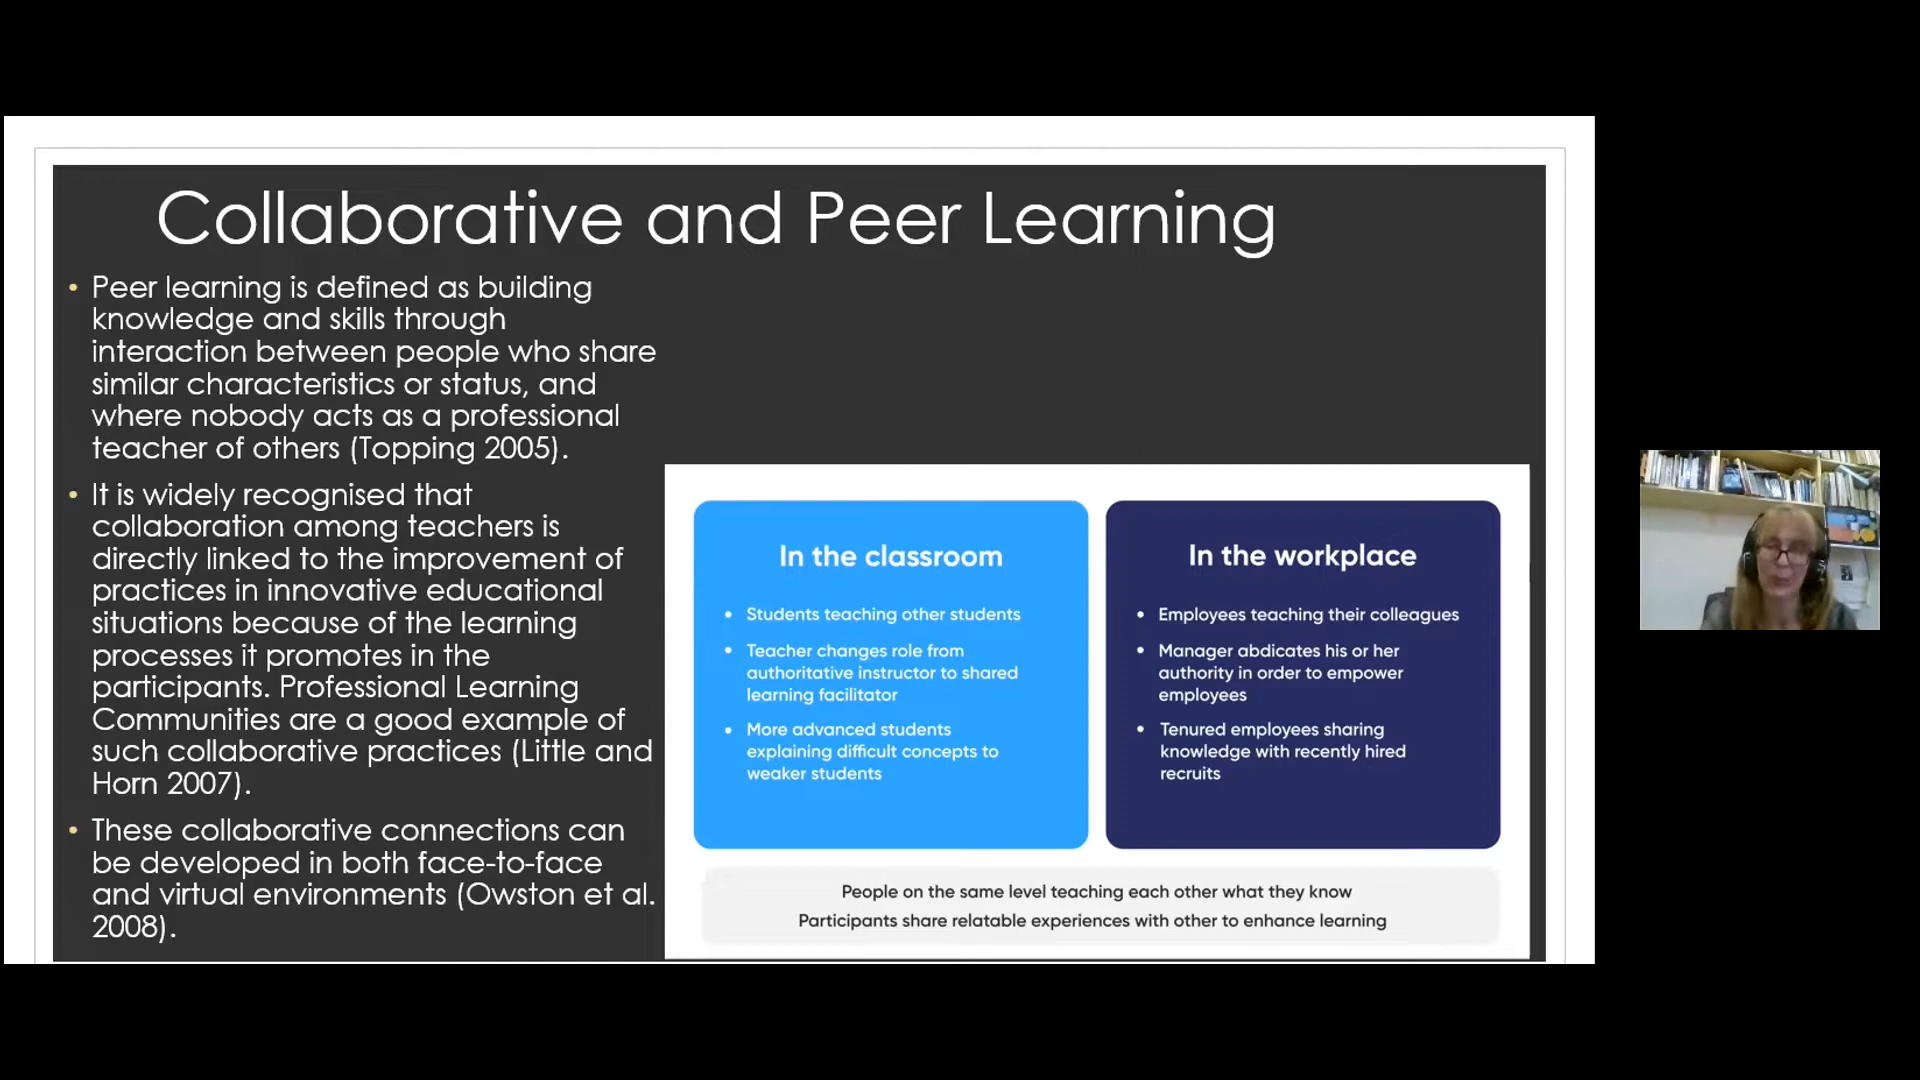 Collaborative and Peer Learning
• Peer learning is defined as building
knowledge and skills through
interaction between people who share
similar characteristics or status, and
where nobody acts as a professional
teacher of others (Topping 2005).
• It is widely recognised that
collaboration among teachers is
directly linked to the improvement of
practices in innovative educational
situations because of the learning
processes it promotes in the
participants. Professional Learning
Communities are a good example of
such collaborative practices (Little and
Horn 2007).
• These collaborative connections can
be developed in both face-to-face
and virtual environments (Owston et al.
2008).
In the classroom
• Students teaching other students
• Teacher changes role from
authoritative instructor to shared
learning facilitator
• More advanced students
explaining difficult concepts to
weaker students
In the workplace
• Employees teaching their colleagues
• Manager abdicates his or her
authority in order to empower
employees
• Tenured employees sharing
knowledge with recently hired
recruits
People on the same level teaching each other what they know
Participants share relatable experiences with other to enhance learning